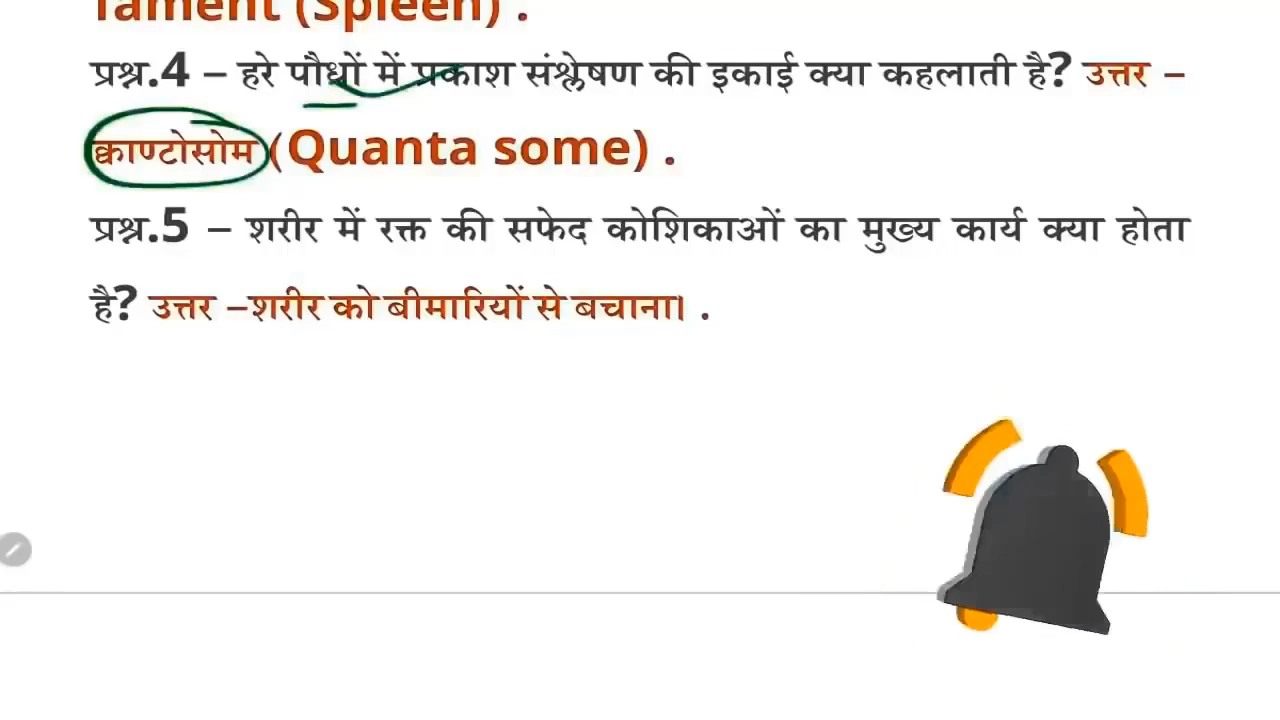 fament (Spleen) .
प्रश्न.4 – हरे पौधों में प्रकाश संश्लेषण की इकाई क्या कहलाती है? उत्तर –
क्वाण्टोसोम (Quanta some) .
प्रश्न.5 – शरीर में रक्त की सफेद कोशिकाओं का मुख्य कार्य क्या होता
है? उत्तर –शरीर को बीमारियों से बचाना। .